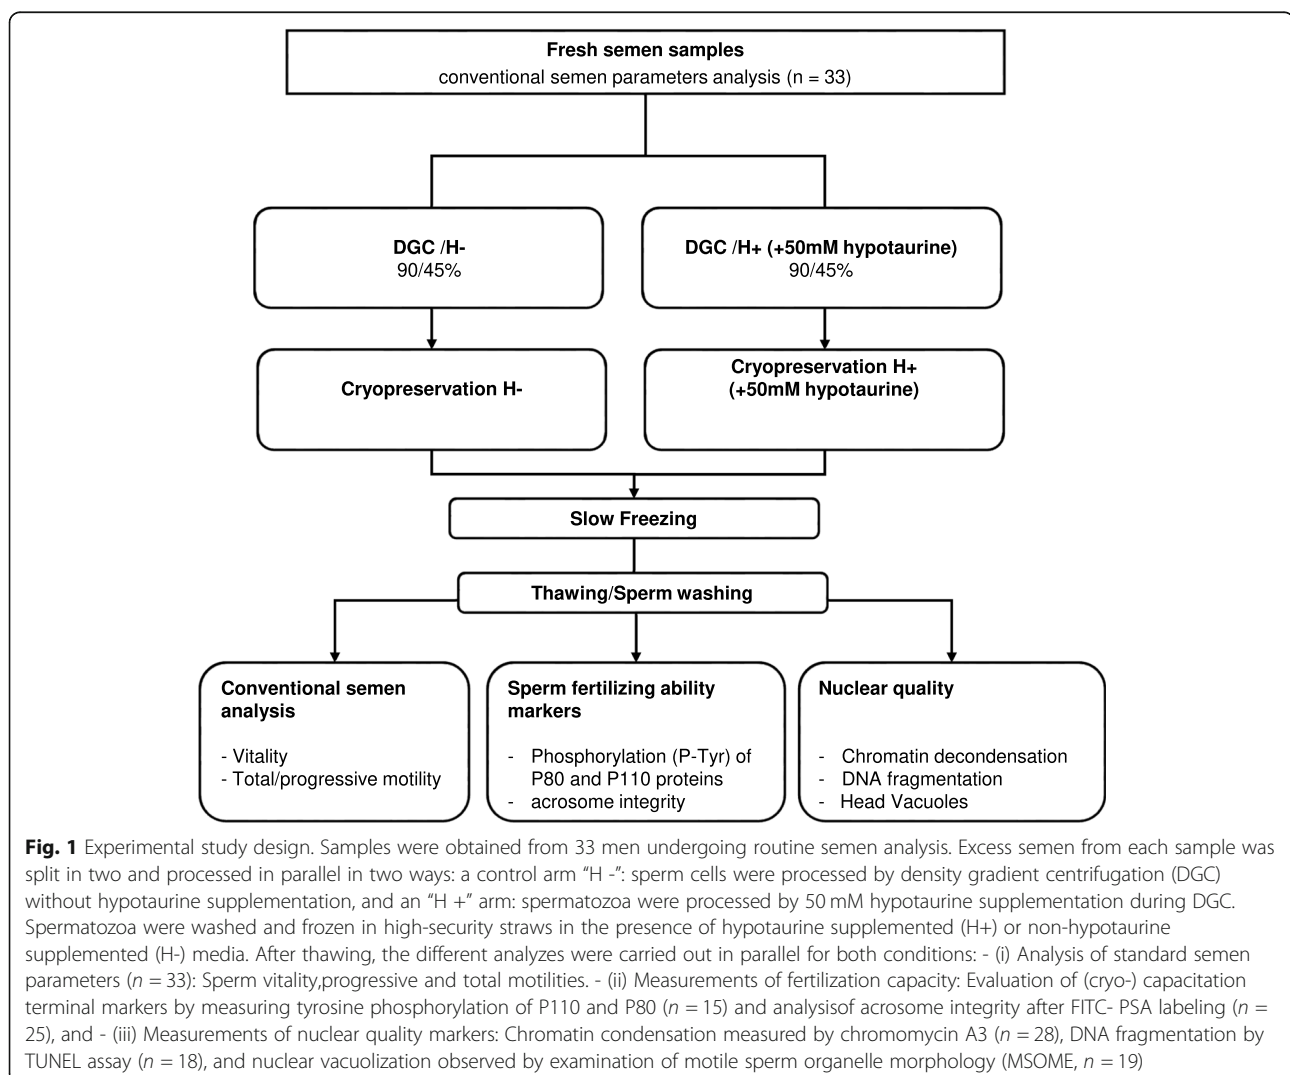 Fresh semen samples
conventional semen parameters analysis (n = 33)
DGC /H-
90/45%
DGC /H+ (+50mM hypotaurine)
90/45%
Cryopreservation H-
Cryopreservation H+
(+50mM hypotaurine)
Slow Freezing
Thawing/Sperm washing
Conventional semen
analysis
- Vitality
- Total/progressive motility
Sperm fertilizing ability
markers
- Phosphorylation (P-Tyr) of
P80 and P110 proteins
- acrosome integrity
Nuclear quality
- Chromatin decondensation
- DNA fragmentation
- Head Vacuoles
Fig. 1 Experimental study design. Samples were obtained from 33 men undergoing routine semen analysis. Excess semen from each sample was
split in two and processed in parallel in two ways: a control arm “H -”: sperm cells were processed by density gradient centrifugation (DGC)
without hypotaurine supplementation, and an “H +” arm: spermatozoa were processed by 50 mM hypotaurine supplementation during DGC.
Spermatozoa were washed and frozen in high-security straws in the presence of hypotaurine supplemented (H+) or non-hypotaurine
supplemented (H-) media. After thawing, the different analyzes were carried out in parallel for both conditions: - (i) Analysis of standard semen
parameters (n = 33): Sperm vitality,progressive and total motilities. - (ii) Measurements of fertilization capacity: Evaluation of (cryo-) capacitation
terminal markers by measuring tyrosine phosphorylation of P110 and P80 (n = 15) and analysisof acrosome integrity after FITC- PSA labeling (n =
25), and - (iii) Measurements of nuclear quality markers: Chromatin condensation measured by chromomycin A3 (n = 28), DNA fragmentation by
TUNEL assay (n = 18), and nuclear vacuolization observed by examination of motile sperm organelle morphology (MSOME, n = 19)